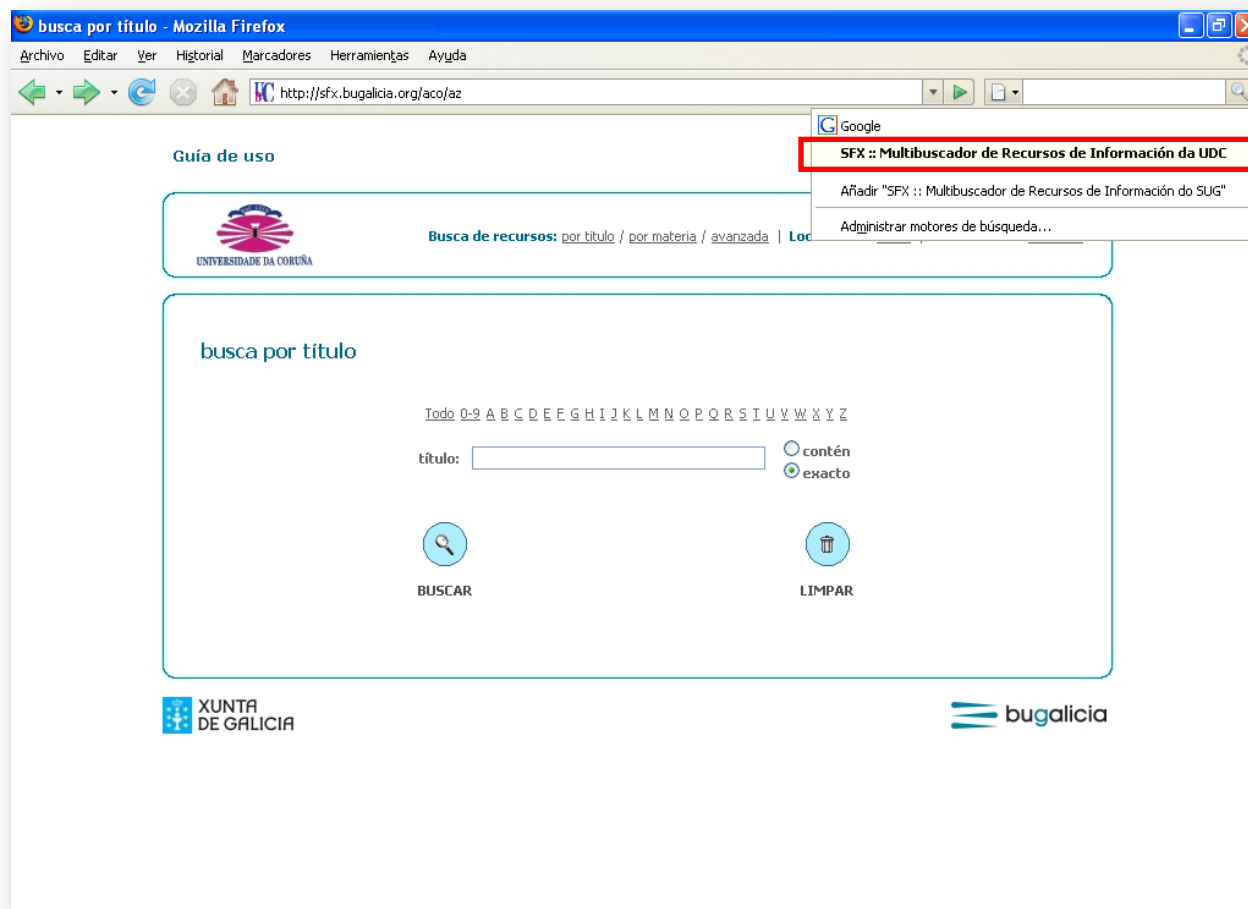 busca por título - Mozilla Firefox
Archivo Editar Ver Historial Marcadores Herramientas Ayuda
http://sfx.bugalicia.org/aco/az
Google
SFX :: Multibuscador de Recursos de Información da UDC
Añadir "SFX :: Multibuscador de Recursos de Información do SUG"
Administrar motores de búsqueda...
Guía de uso
UNIVERSIDADE DA CORUÑA
Busca de recursos: por titulo / por materia / avanzada | Loc
busca por título
Todo 0-9 A B C D E F G H I J K L M N O P Q R S T U V W X Y Z
título:
contén
exacto
BUSCAR
LIMPAR
XUNTA
DE GALICIA
bugalicia